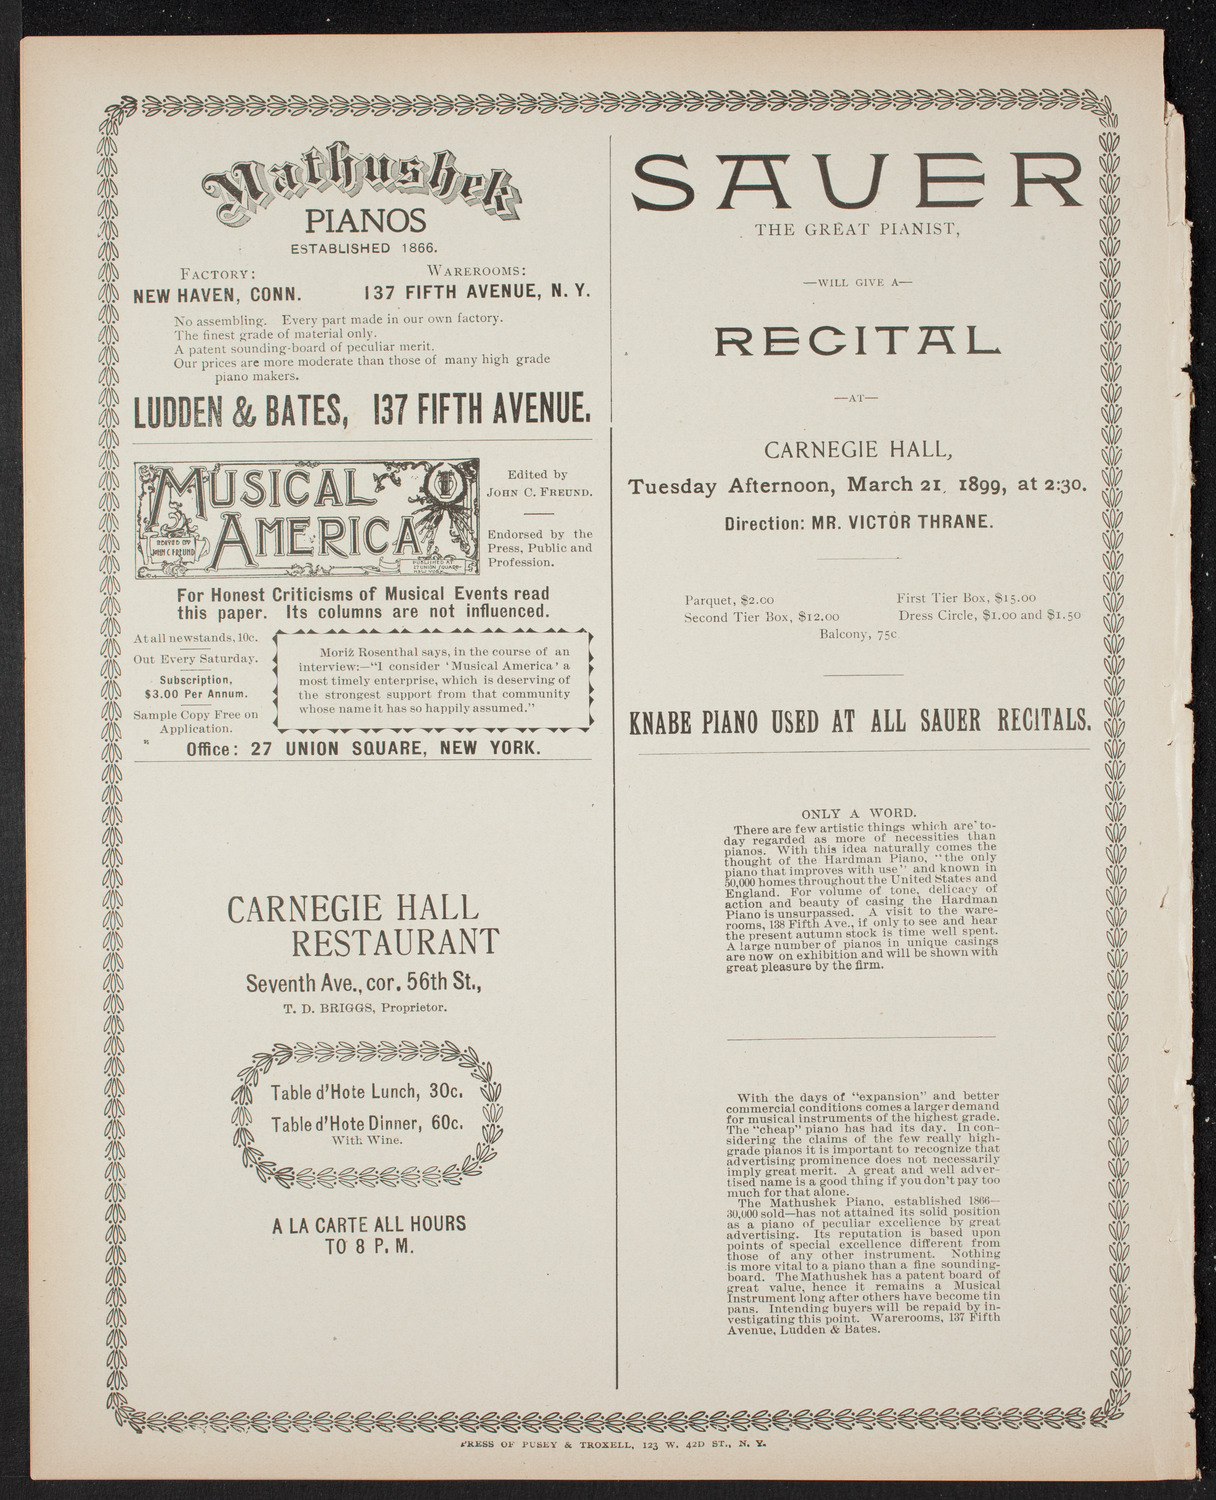 Mathushek
PIANOS
ESTABLISHED 1866.
FACTORY:
NEW HAVEN, CONN.
WAREROOMS:
137 FIFTH AVENUE, N. Y.
No assembling. Every part made in our own factory.
The finest grade of material only.
A patent sounding-board of peculiar merit.
Our prices are more moderate than those of many high grade
piano makers.
LUDDEN & BATES, 137 FIFTH AVENUE.
MUSICAL
AMERICA
EDITED BY
JOHN C FREUND
PUBLISHED AT
27 UNION SQUARE
NEW YORK
Edited by
JOHN C. FREUND.
Endorsed by the
Press, Public and
Profession.
For Honest Criticisms of Musical Events read
this paper. Its columns are not influenced.
At all newstands, 10c.
Out Every Saturday.
Subscription,
$3.00 Per Annum.
Sample Copy Free on
Application.
Moriz Rosenthal says, in the course of an
interview:—"I consider 'Musical America' a
most timely enterprise, which is deserving of
the strongest support from that community
whose name it has so happily assumed."
Office: 27 UNION SQUARE, NEW YORK.
CARNEGIE HALL
RESTAURANT
Seventh Ave., cor. 56th St.,
T. D. BRIGGS, Proprietor.
Table d'Hote Lunch, 30c.
Table d'Hote Dinner, 60c.
With Wine.
A LA CARTE ALL HOURS
TO 8 P. M.
SAUER
THE GREAT PIANIST,
—WILL GIVE A—
RECITAL
—AT—
CARNEGIE HALL,
Tuesday Afternoon, March 21, 1899, at 2:30.
Direction: MR. VICTOR THRANE.
Parquet, $2.00
First Tier Box, $15.00
Second Tier Box, $12.00
Dress Circle, $1.00 and $1.50
Balcony, 75c
KNABE PIANO USED AT ALL SAUER RECITALS.
ONLY A WORD.
There are few artistic things which are to-
day regarded as more of necessities than
pianos. With this idea naturally comes the
thought of the Hardman Piano, "the only
piano that improves with use" and known in
50,000 homes throughout the United States and
England. For volume of tone, delicacy of
action and beauty of casing the Hardman
Piano is unsurpassed. A visit to the ware-
rooms, 138 Fifth Ave., if only to see and hear
the present autumn stock is time well spent.
A large number of pianos in unique casings
are now on exhibition and will be shown with
great pleasure by the firm.
With the days of "expansion" and better
commercial conditions comes a larger demand
for musical instruments of the highest grade.
The "cheap" piano has had its day. In con-
sidering the claims of the few really high-
grade pianos it is important to recognize that
advertising prominence does not necessarily
imply great merit. A great and well adver-
tised name is a good thing if you don't pay too
much for that alone.
The Mathushek Piano, established 1866—
30,000 sold—has not attained its solid position
as a piano of peculiar excellence by great
advertising. Its reputation is based upon
points of special excellence different from
those of any other instrument. Nothing
is more vital to a piano than a fine sounding-
board. The Mathushek has a patent board of
great value, hence it remains a Musical
Instrument long after others have become tin
pans. Intending buyers will be repaid by in-
vestigating this point. Warerooms, 137 Fifth
Avenue, Ludden & Bates.
PRESS OF PUSEY & TROXELL, 123 W. 42D ST., N. Y.